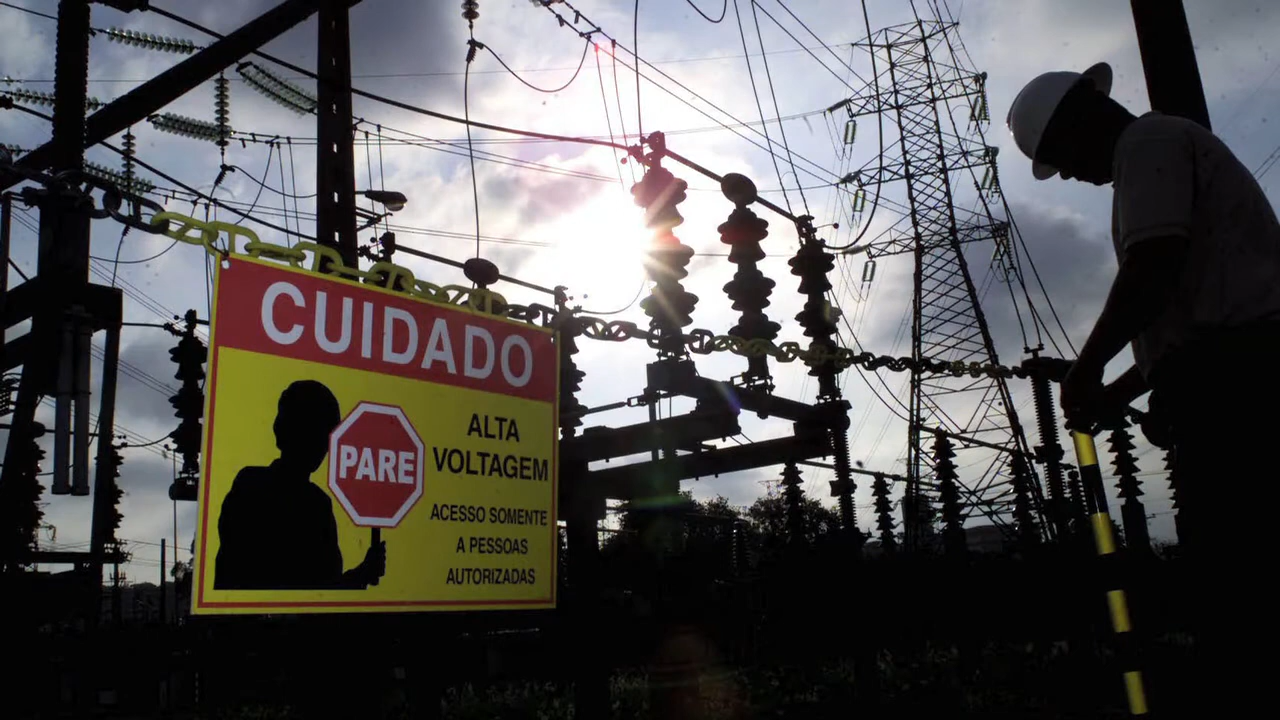 CUIDADO
PARE
ALTA
VOLTAGEM
ACESSO SOMENTE
A PESSOAS
AUTORIZADAS